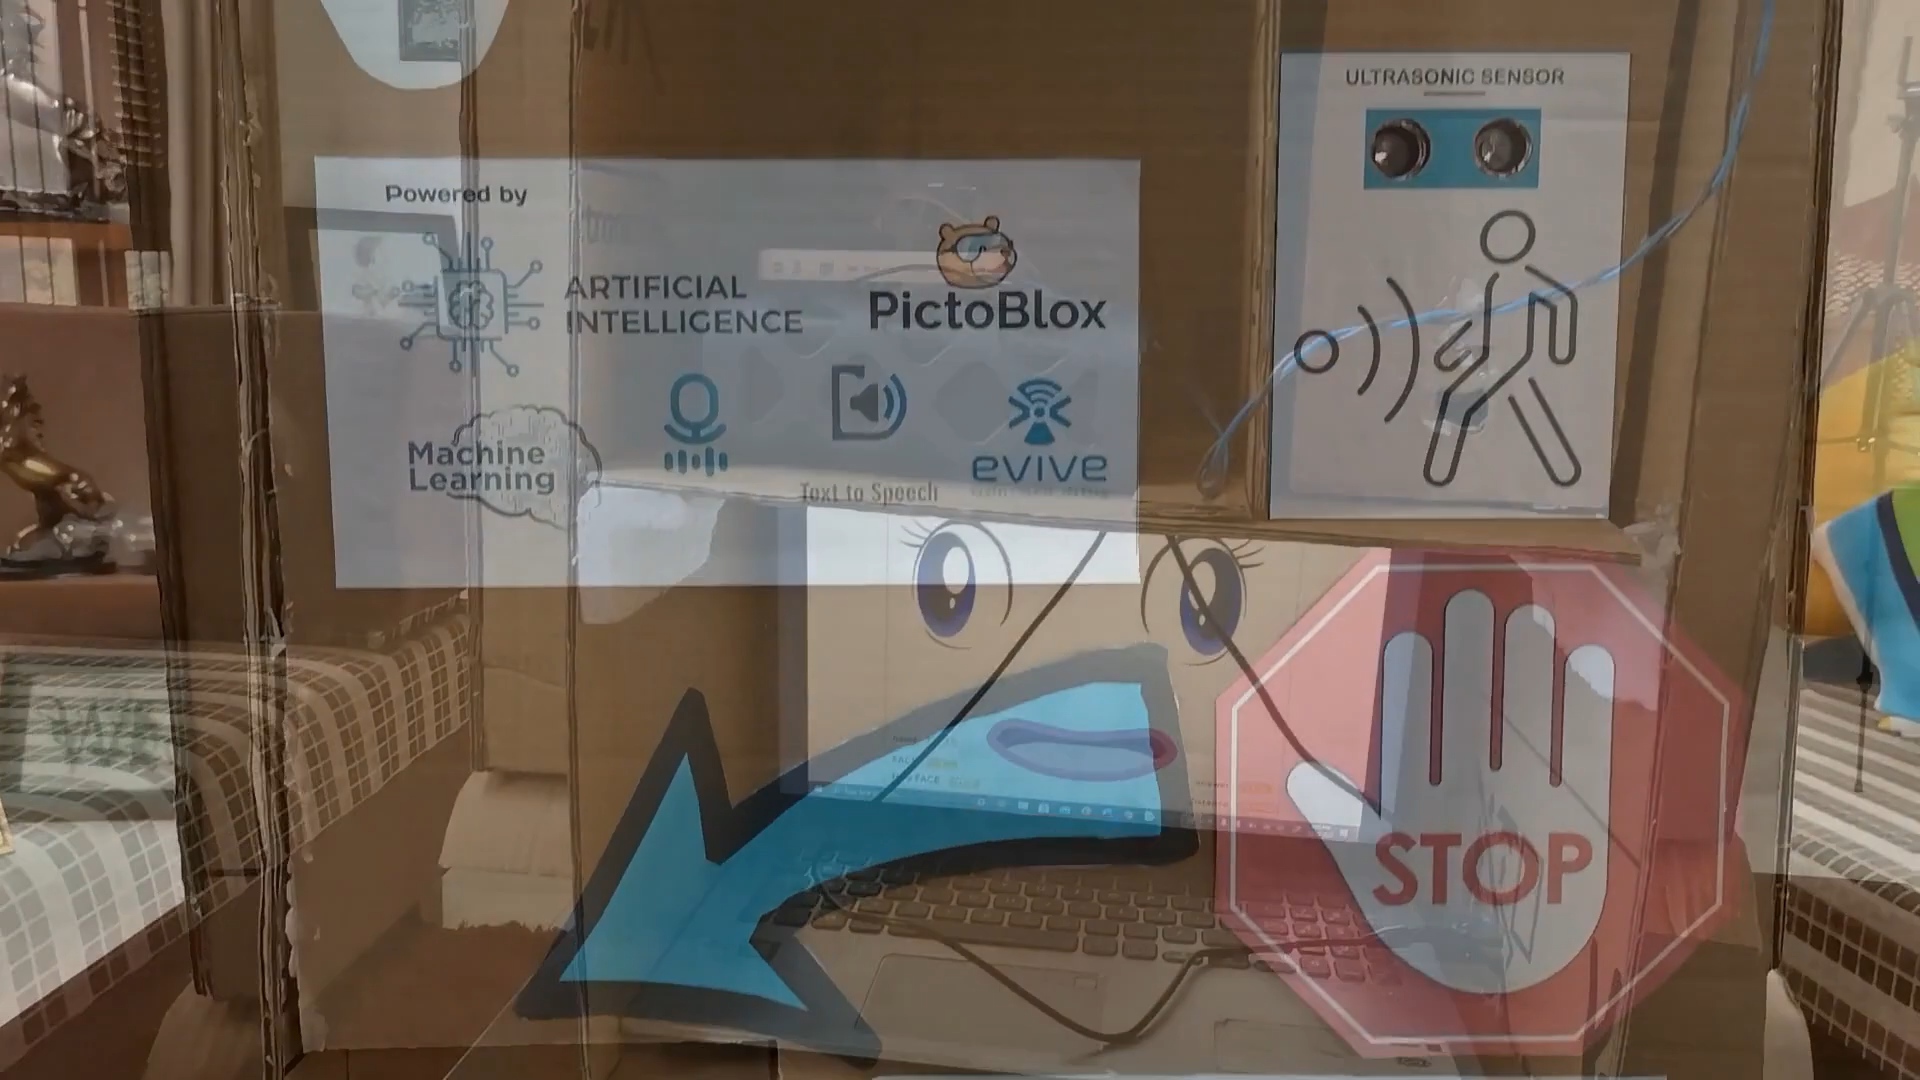 ULTRASONIC SENSOR
Powered by
ARTIFICIAL
INTELLIGENCE
PictoBlox
Machine
Learning
Text to Speech
evive
STOP